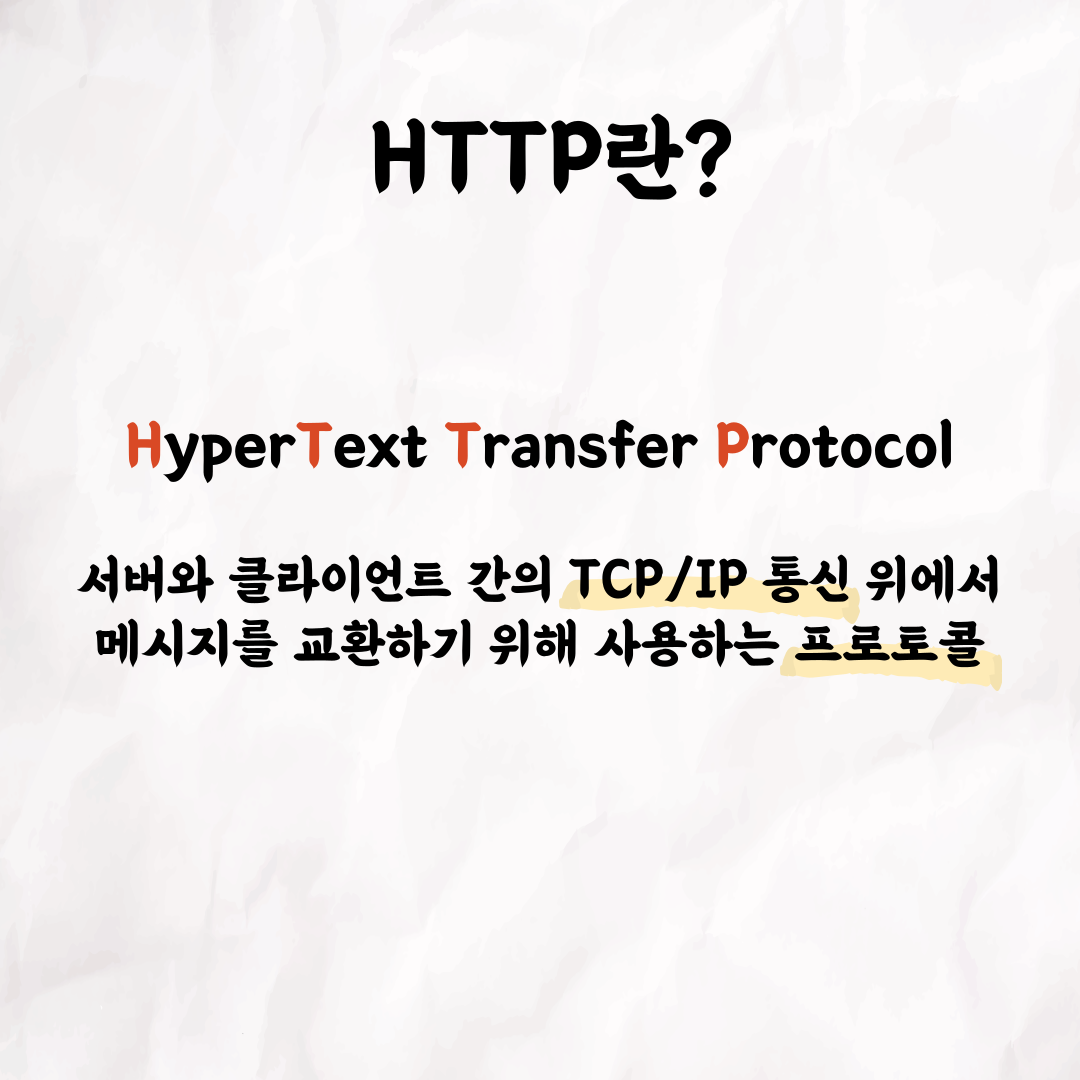 HTTP란?
HyperText Transfer Protocol
서버와 클라이언트 간의 TCP/IP 통신 위에서
메시지를 교환하기 위해 사용하는 프로토콜